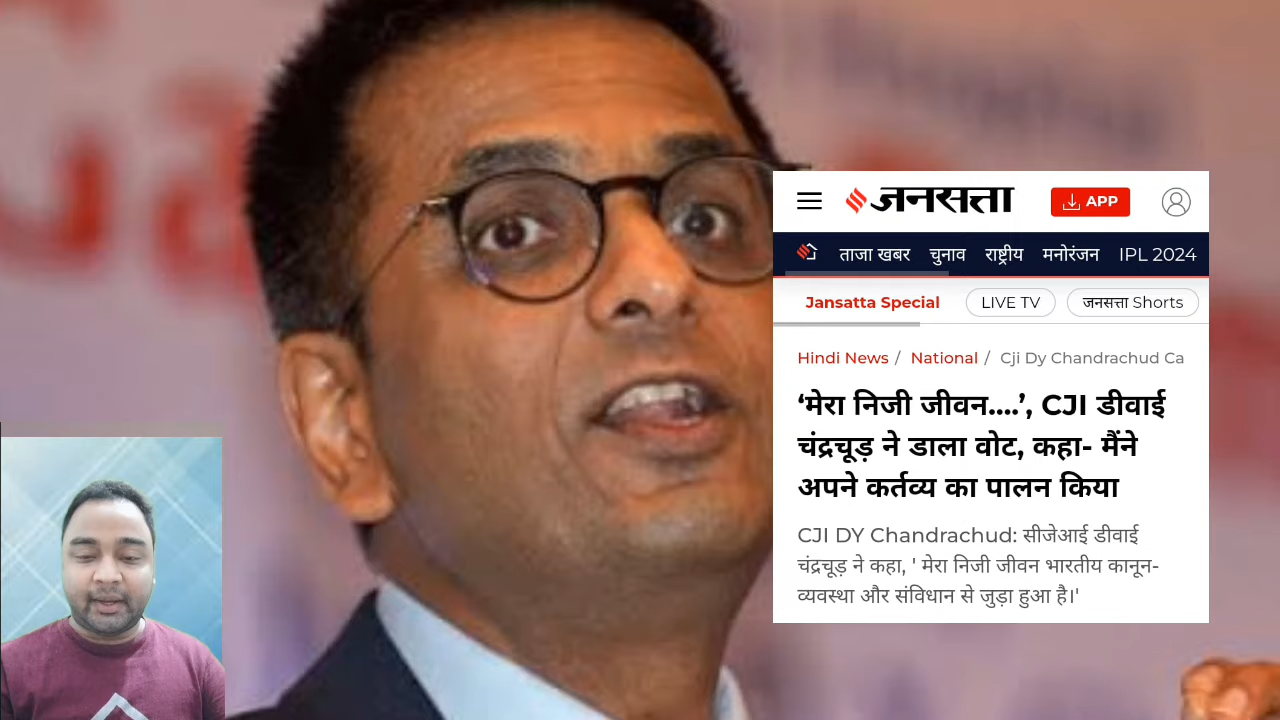 जनसत्ता
APP
ताजा खबर चुनाव राष्ट्रीय मनोरंजन IPL 2024
Jansatta Special LIVE TV जनसत्ता Shorts
Hindi News / National / Cji Dy Chandrachud Ca
‘मेरा निजी जीवन....’, CJI डीवाई
चंद्रचूड़ ने डाला वोट, कहा- मैंने
अपने कर्तव्य का पालन किया
CJI DY Chandrachud: सीजेआई डीवाई
चंद्रचूड़ ने कहा, ' मेरा निजी जीवन भारतीय कानून-
व्यवस्था और संविधान से जुड़ा हुआ है।'